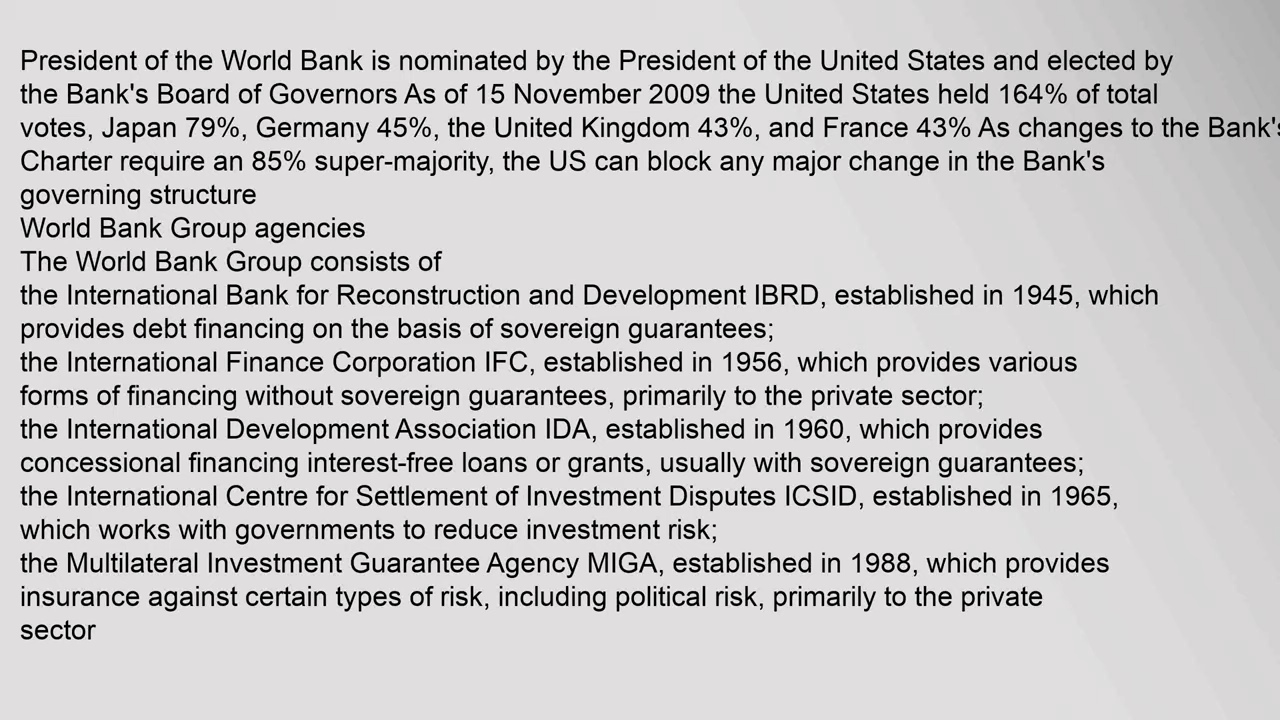 President of the World Bank is nominated by the President of the United States and elected by
the Bank's Board of Governors As of 15 November 2009 the United States held 164% of total
votes, Japan 79%, Germany 45%, the United Kingdom 43%, and France 43% As changes to the Bank's
Charter require an 85% super-majority, the US can block any major change in the Bank's
governing structure
World Bank Group agencies
The World Bank Group consists of
the International Bank for Reconstruction and Development IBRD, established in 1945, which
provides debt financing on the basis of sovereign guarantees;
the International Finance Corporation IFC, established in 1956, which provides various
forms of financing without sovereign guarantees, primarily to the private sector;
the International Development Association IDA, established in 1960, which provides
concessional financing interest-free loans or grants, usually with sovereign guarantees;
the International Centre for Settlement of Investment Disputes ICSID, established in 1965,
which works with governments to reduce investment risk;
the Multilateral Investment Guarantee Agency MIGA, established in 1988, which provides
insurance against certain types of risk, including political risk, primarily to the private
sector